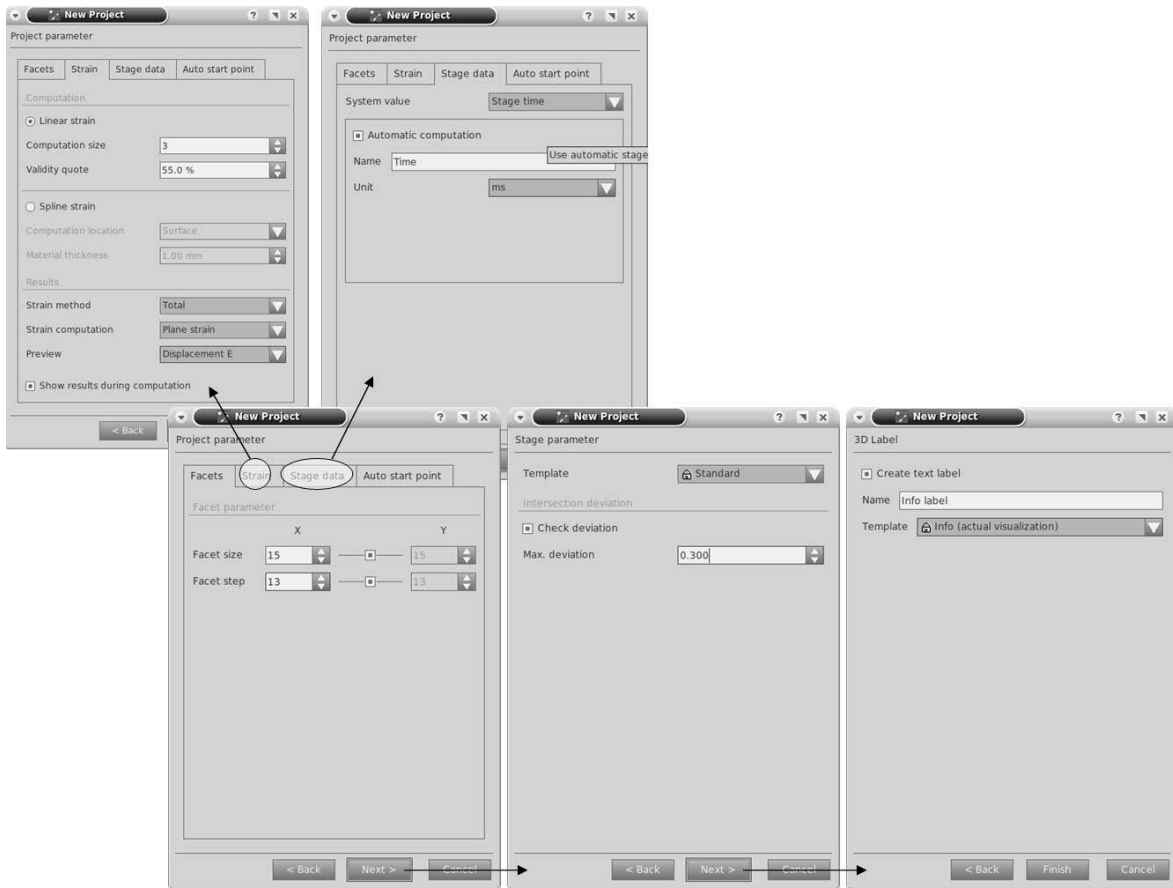 New Project
Project parameter
Facets Strain Stage data Auto start point
Computation
Linear strain
Computation size 3
Validity quote 55.0 %
Spline strain
Computation location Surface
Material thickness 1.00 mm
Results
Strain method Total
Strain computation Plane strain
Preview Displacement E
Show results during computation
< Back
New Project
Project parameter
Facets Strain Stage data Auto start point
System value Stage time
Automatic computation
Use automatic stage
Name Time
Unit ms
New Project
Project parameter
Facets Strain Stage data Auto start point
Facet parameter
X Y
Facet size 15 15
Facet step 13 13
< Back Next > Cancel
New Project
Stage parameter
Template Standard
Intersection deviation
Check deviation
Max. deviation 0.300
< Back Next > Cancel
New Project
3D Label
Create text label
Name Info label
Template Info (actual visualization)
< Back Finish Cancel